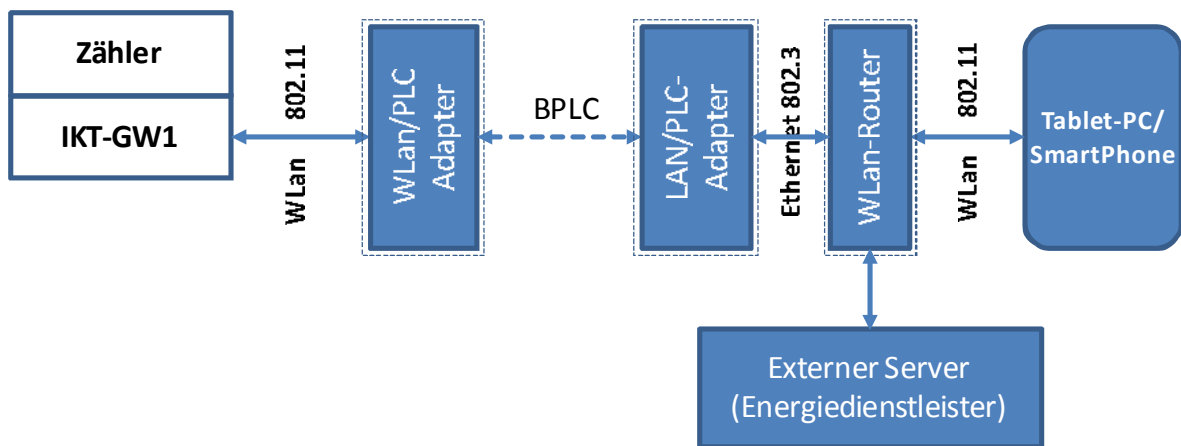 Zähler
IKT-GW1
802.11
WLan
WLan/PLC
Adapter
BPLC
LAN/PLC-
Adapter
Ethernet 802.3
WLan-Router
802.11
WLan
Tablet-PC/
SmartPhone
Externer Server
(Energiedienstleister)